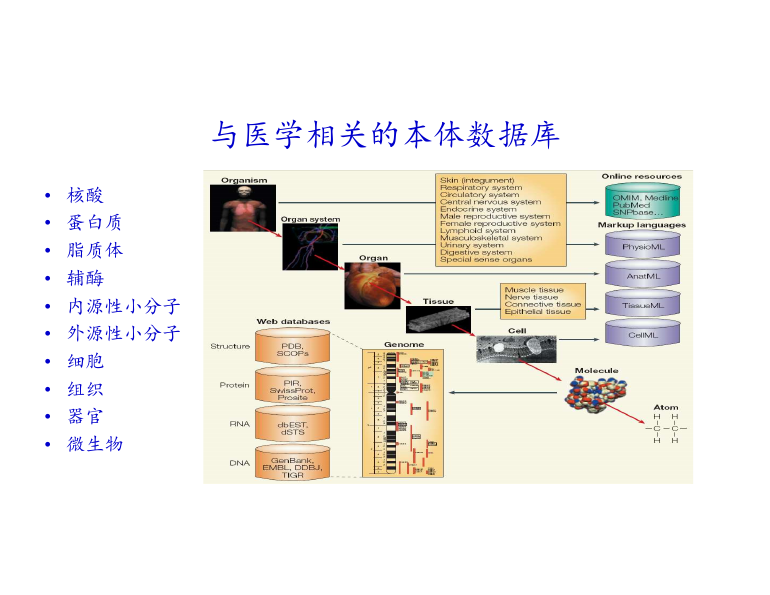 与医学相关的本体数据库
• 核酸
• 蛋白质
• 脂质体
• 辅酶
• 内源性小分子
• 外源性小分子
• 细胞
• 组织
• 器官
• 微生物
Organism
Skin (integument)
Respiratory system
Circulatory system
Central nervous system
Endocrine system
Male reproductive system
Female reproductive system
Lymphoid system
Musculoskeletal system
Urinary system
Digestive system
Special sense organs
Online resources
OMIM, Medline
PubMed
SNPbase...
Markup languages
PhysioML
AnatML
TissueML
CellML
Organ system
Organ
Tissue
Muscle tissue
Nerve tissue
Connective tissue
Epithelial tissue
Cell
Molecule
Atom
H H
C C
H H
Web databases
Structure
PDB,
SCOPs
Protein
PIR,
SwissProt,
Prosite
RNA
dbEST,
dSTS
DNA
GenBank,
EMBL, DDBJ,
TIGR
Genome